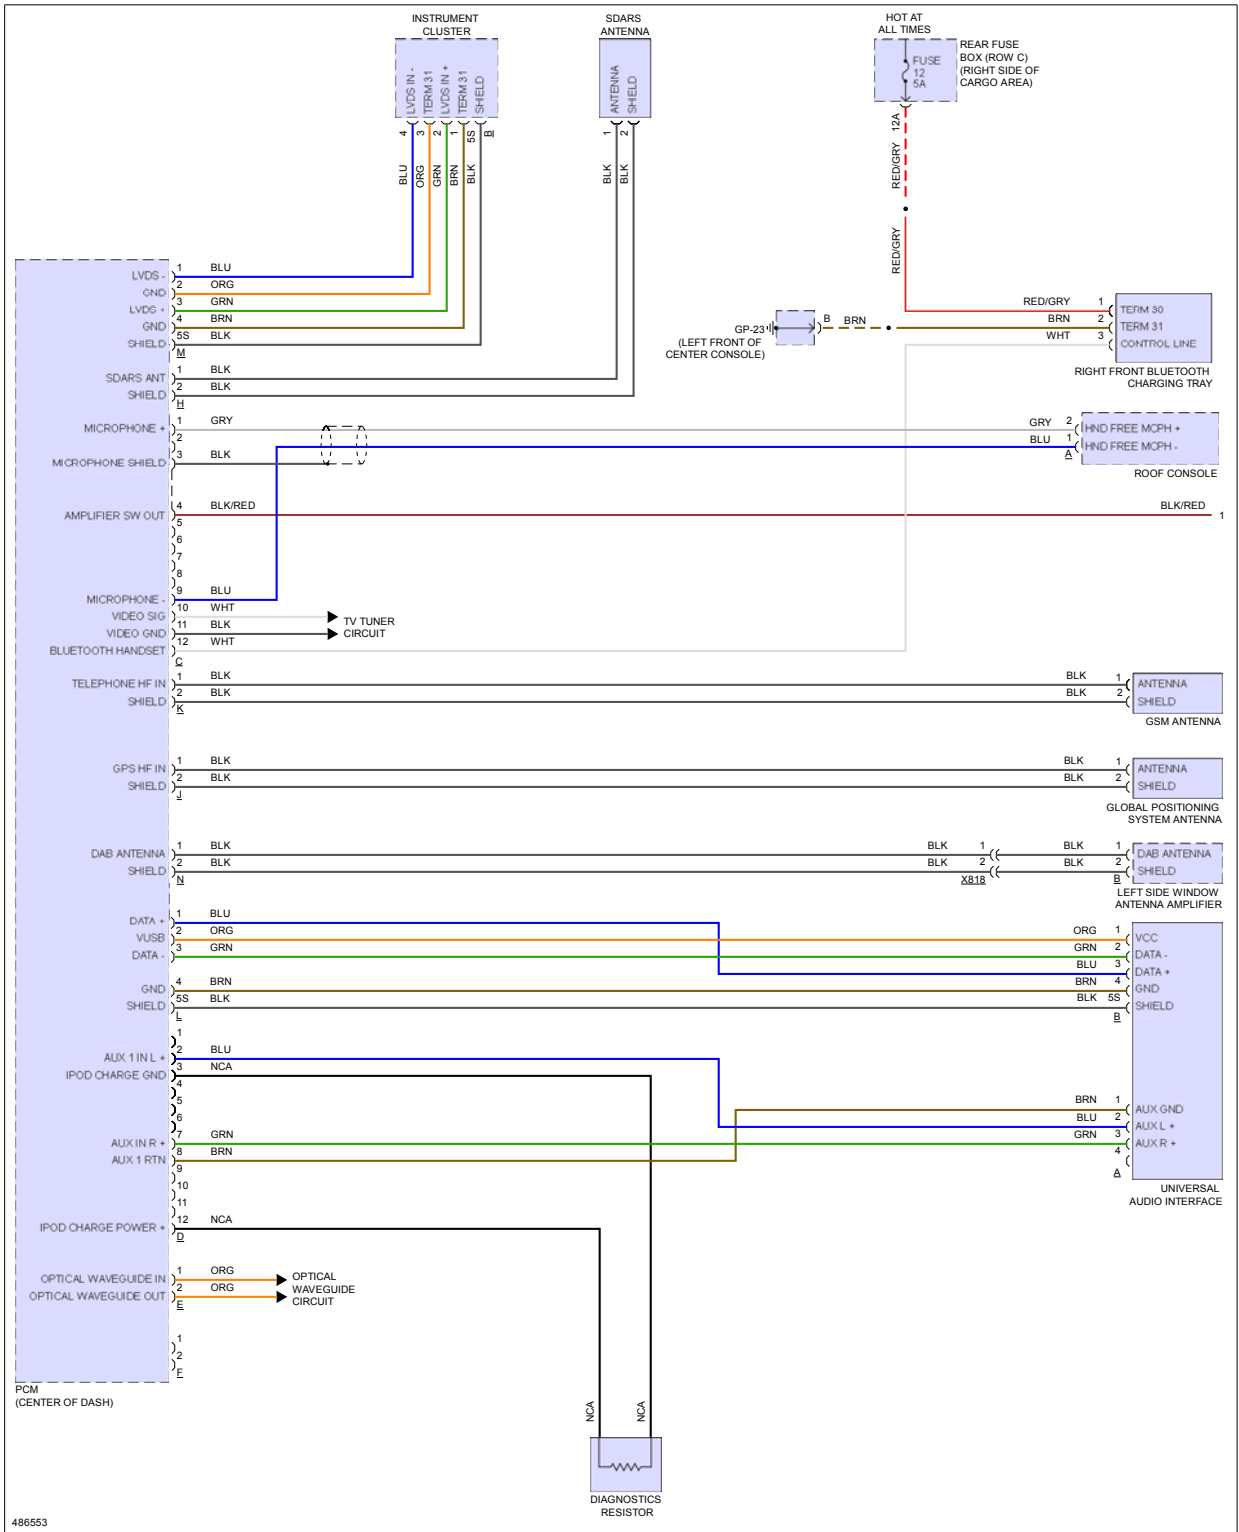 INSTRUMENT
CLUSTER
SDARS
ANTENNA
HOT AT
ALL TIMES
REAR FUSE
BOX (ROW C)
(RIGHT SIDE OF
CARGO AREA)
FUSE
12
5A
LVDS IN -
TERM 31
LVDS IN +
TERM 31
SHIELD
ANTENNA
SHIELD
4
3
2
1
5S
B
1
2
12A
BLU
ORG
GRN
BRN
BLK
BLK
BLK
RED/GRY
RED/GRY
LVDS - 1 BLU
GND 2 ORG
LVDS + 3 GRN
GND 4 BRN
SHIELD 5S BLK
M
RED/GRY 1 TERM 30
BRN 2 TERM 31
WHT 3 CONTROL LINE
RIGHT FRONT BLUETOOTH
CHARGING TRAY
GP-23
(LEFT FRONT OF
CENTER CONSOLE)
B BRN
SDARS ANT 1 BLK
SHIELD 2 BLK
H
MICROPHONE + 1 GRY
2
MICROPHONE SHIELD 3 BLK
GRY 2 HND FREE MCPH +
BLU 1 HND FREE MCPH -
A
ROOF CONSOLE
AMPLIFIER SW OUT 4 BLK/RED
BLK/RED 1
5
6
7
8
MICROPHONE - 9 BLU
VIDEO SIG 10 WHT
VIDEO GND 11 BLK
TV TUNER
CIRCUIT
BLUETOOTH HANDSET 12 WHT
C
TELEPHONE HF IN 1 BLK
SHIELD 2 BLK
K
BLK 1 ANTENNA
BLK 2 SHIELD
GSM ANTENNA
GPS HF IN 1 BLK
SHIELD 2 BLK
J
BLK 1 ANTENNA
BLK 2 SHIELD
GLOBAL POSITIONING
SYSTEM ANTENNA
DAB ANTENNA 1 BLK
SHIELD 2 BLK
N
BLK 1 BLK 1 DAB ANTENNA
BLK 2 BLK 2 SHIELD
X818 B
LEFT SIDE WINDOW
ANTENNA AMPLIFIER
DATA + 1 BLU
VUSB 2 ORG
DATA - 3 GRN
GND 4 BRN
SHIELD 5S BLK
L
ORG 1 VCC
GRN 2 DATA -
BLU 3 DATA +
BRN 4 GND
BLK 5S SHIELD
B
1
AUX 1 IN L + 2 BLU
IPOD CHARGE GND 3 NCA
4
5
6
AUX IN R + 7 GRN
AUX 1 RTN 8 BRN
9
10
11
IPOD CHARGE POWER + 12 NCA
D
BRN 1 AUX GND
BLU 2 AUX L +
GRN 3 AUX R +
4
A
UNIVERSAL
AUDIO INTERFACE
OPTICAL WAVEGUIDE IN 1 ORG
OPTICAL WAVEGUIDE OUT 2 ORG
E
OPTICAL
WAVEGUIDE
CIRCUIT
1
2
F
PCM
(CENTER OF DASH)
NCA
NCA
DIAGNOSTICS
RESISTOR
486553